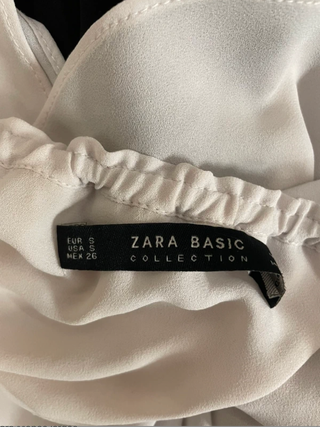 EUR S
USA S
MEX 26
ZARA BASIC
COLLECTION